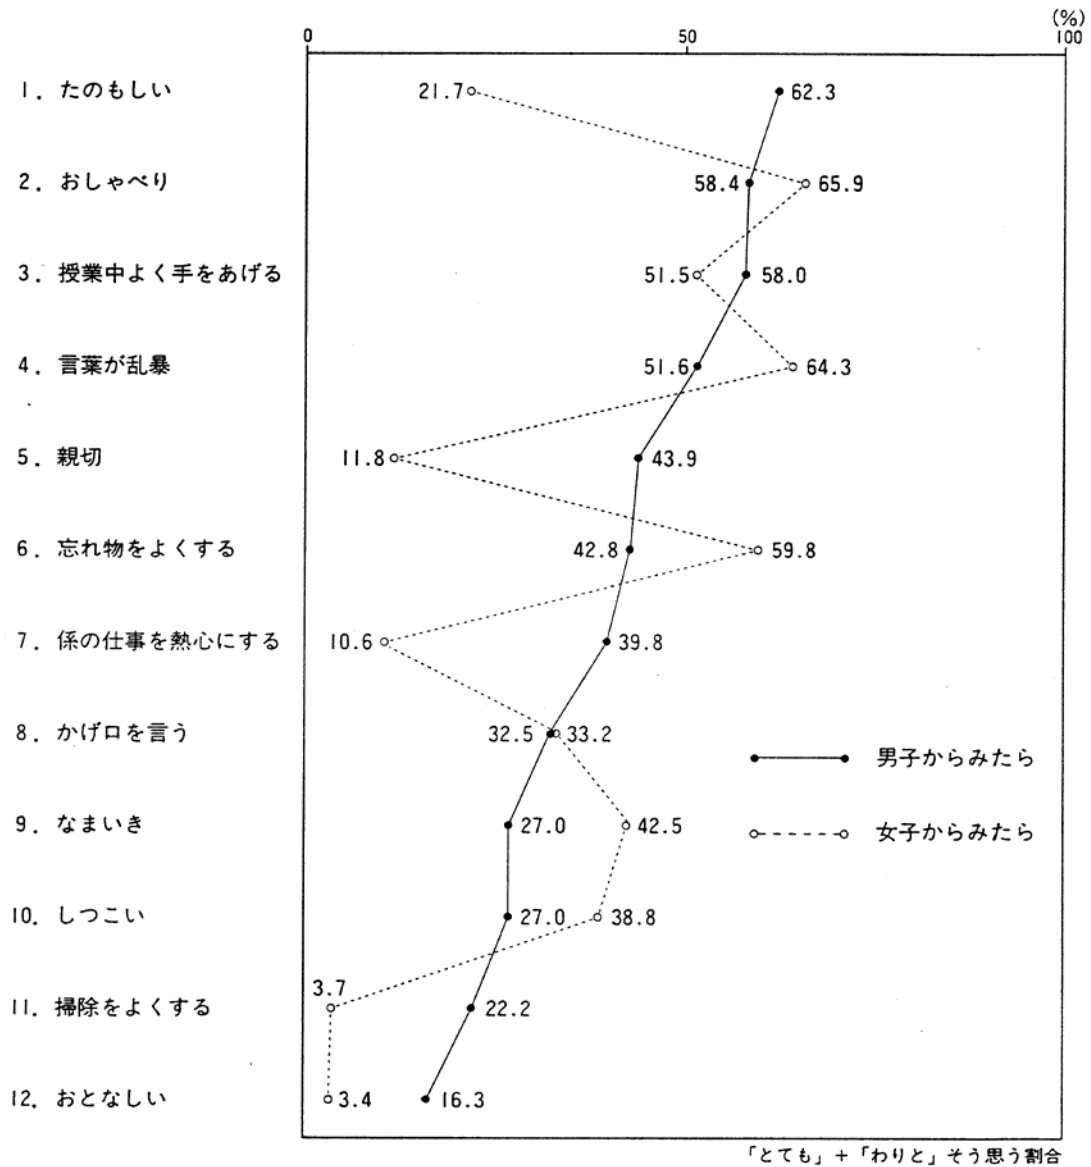 (%)
0 50 100
1. たのもしい 21.7 62.3
2. おしゃべり 58.4 65.9
3. 授業中よく手をあげる 51.5 58.0
4. 言葉が乱暴 51.6 64.3
5. 親切 11.8 43.9
6. 忘れ物をよくする 42.8 59.8
7. 係の仕事を熱心にする 10.6 39.8
8. かげ口を言う 32.5 33.2
男子からみたら
9. なまいき 27.0 42.5
女子からみたら
10. しつこい 27.0 38.8
11. 掃除をよくする 3.7 22.2
12. おとなしい 3.4 16.3
「とても」+「わりと」そう思う割合